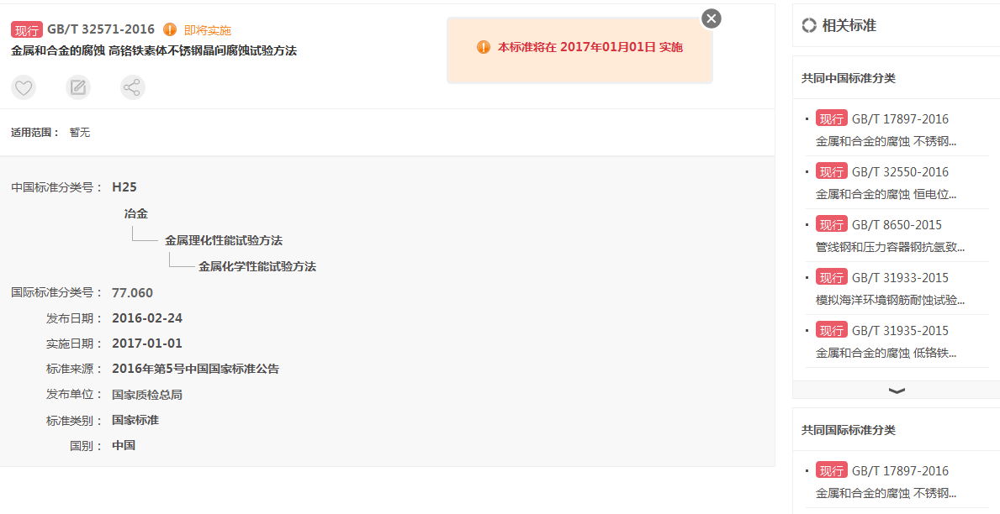 现行 GB/T 32571-2016 即将实施
金属和合金的腐蚀 高铬铁素体不锈钢晶间腐蚀试验方法
本标准将在 2017年01月01日 实施
适用范围： 暂无
中国标准分类号： H25
冶金
金属理化性能试验方法
金属化学性能试验方法
国际标准分类号： 77.060
发布日期： 2016-02-24
实施日期： 2017-01-01
标准来源： 2016年第5号中国国家标准公告
发布单位： 国家质检总局
标准类别： 国家标准
国别： 中国
相关标准
共同中国标准分类
现行 GB/T 17897-2016
金属和合金的腐蚀 不锈钢...
现行 GB/T 32550-2016
金属和合金的腐蚀 恒电位...
现行 GB/T 8650-2015
管线钢和压力容器钢抗氢致...
现行 GB/T 31933-2015
模拟海洋环境钢筋耐蚀试验...
现行 GB/T 31935-2015
金属和合金的腐蚀 低铬铁...
共同国际标准分类
现行 GB/T 17897-2016
金属和合金的腐蚀 不锈钢...